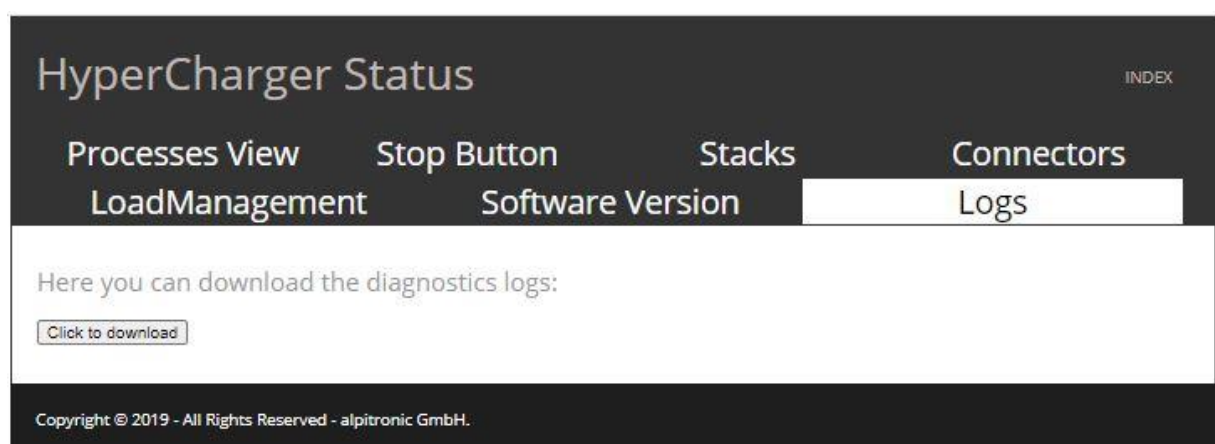 HyperCharger Status
INDEX
Processes View Stop Button Stacks Connectors
LoadManagement Software Version Logs
Here you can download the diagnostics logs:
Click to download
Copyright © 2019 - All Rights Reserved - alpitronic GmbH.